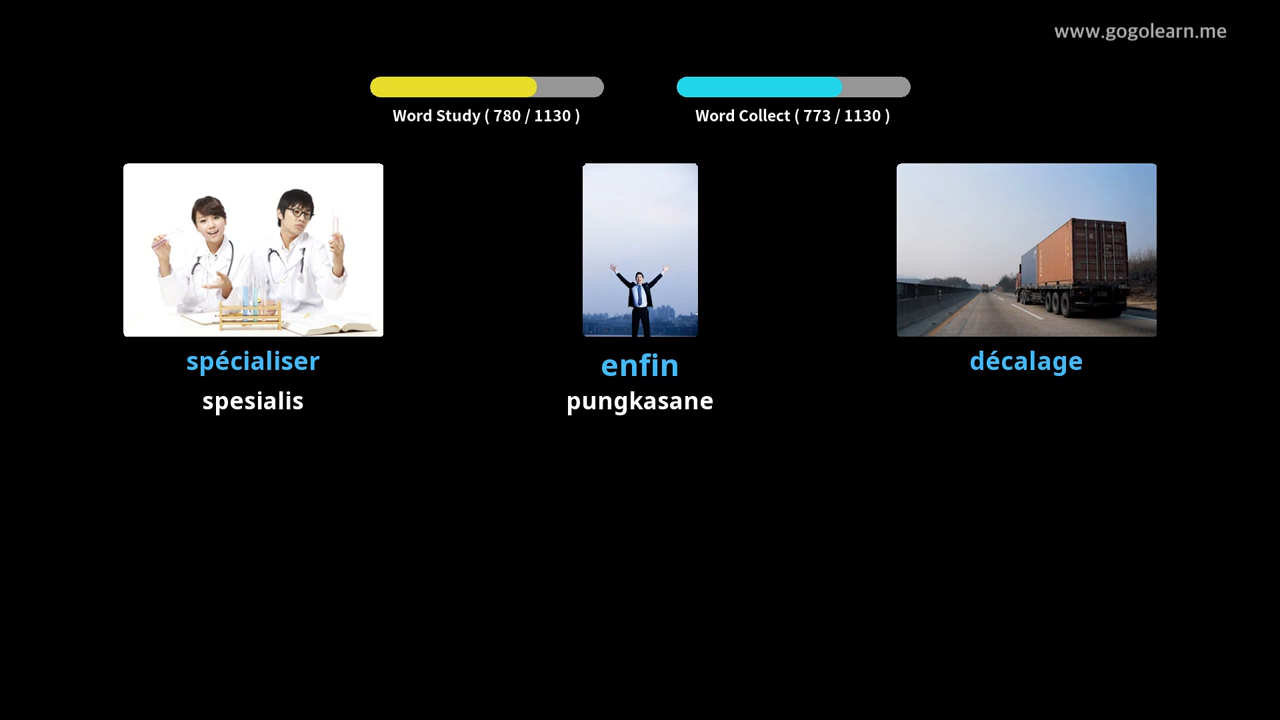 www.gogolearn.me
Word Study ( 780 / 1130 )
Word Collect ( 773 / 1130 )
spécialiser
enfin
décalage
spesialis
pungkasane